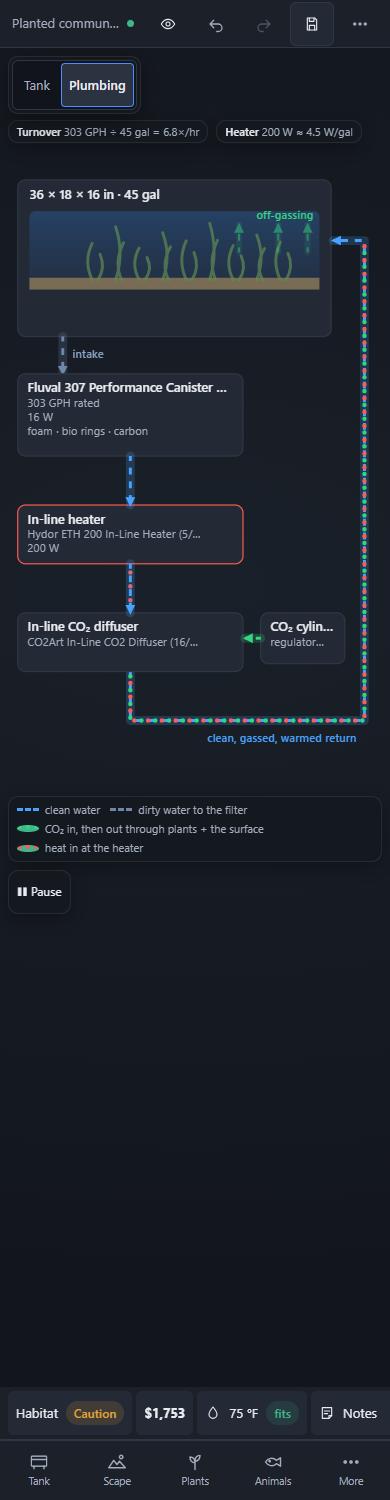 Planted commun...
Tank Plumbing
Turnover 303 GPH ÷ 45 gal = 6.8×/hr Heater 200 W ≈ 4.5 W/gal
36 × 18 × 16 in · 45 gal
off-gassing
intake
Fluval 307 Performance Canister ...
303 GPH rated
16 W
foam · bio rings · carbon
In-line heater
Hydor ETH 200 In-Line Heater (5/...
200 W
In-line CO₂ diffuser CO₂ cylin...
CO2Art In-Line CO2 Diffuser (16/... regulator...
clean, gassed, warmed return
clean water dirty water to the filter
CO₂ in, then out through plants + the surface
heat in at the heater
Pause
Habitat Caution $1,753 75 °F fits Notes
Tank Scape Plants Animals More